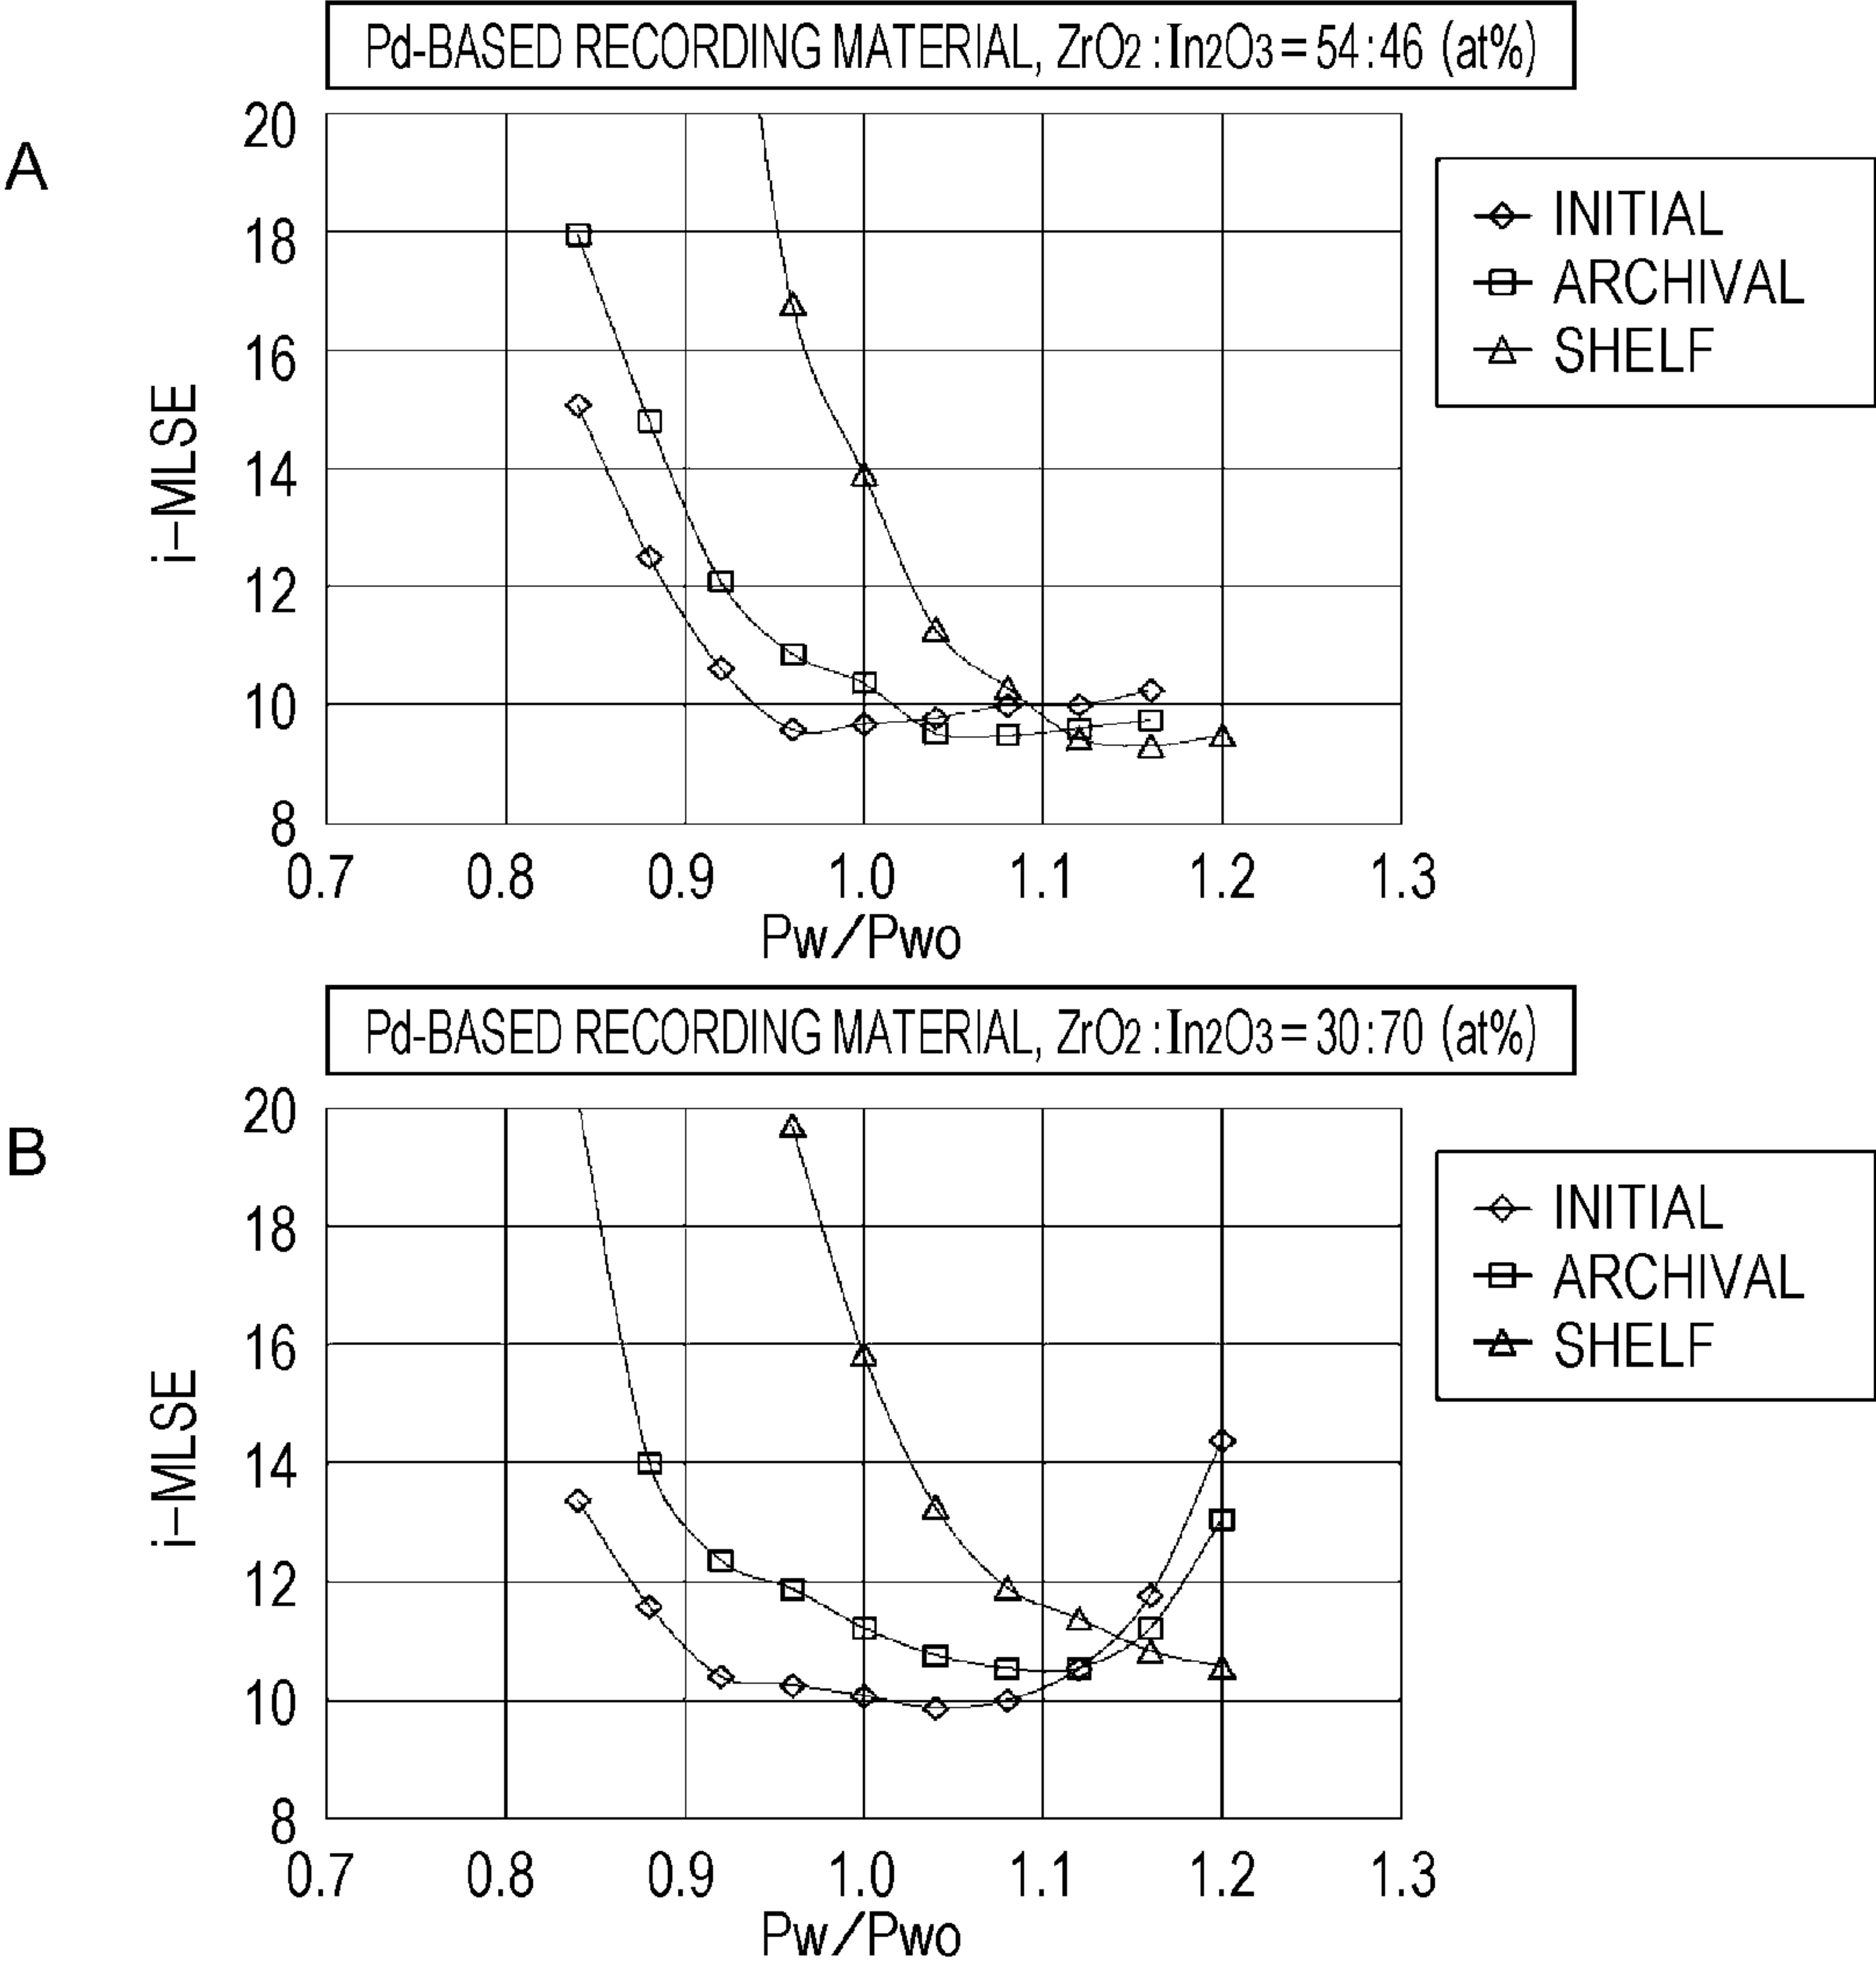 A
Pd-BASED RECORDING MATERIAL, ZrO₂:In₂O₃=54:46 (at%)
20
18
16
14
12
10
8
i-MLSE
0.7 0.8 0.9 1.0 1.1 1.2 1.3
Pw/Pwo
INITIAL
ARCHIVAL
SHELF
B
Pd-BASED RECORDING MATERIAL, ZrO₂:In₂O₃=30:70 (at%)
20
18
16
14
12
10
8
i-MLSE
0.7 0.8 0.9 1.0 1.1 1.2 1.3
Pw/Pwo
INITIAL
ARCHIVAL
SHELF